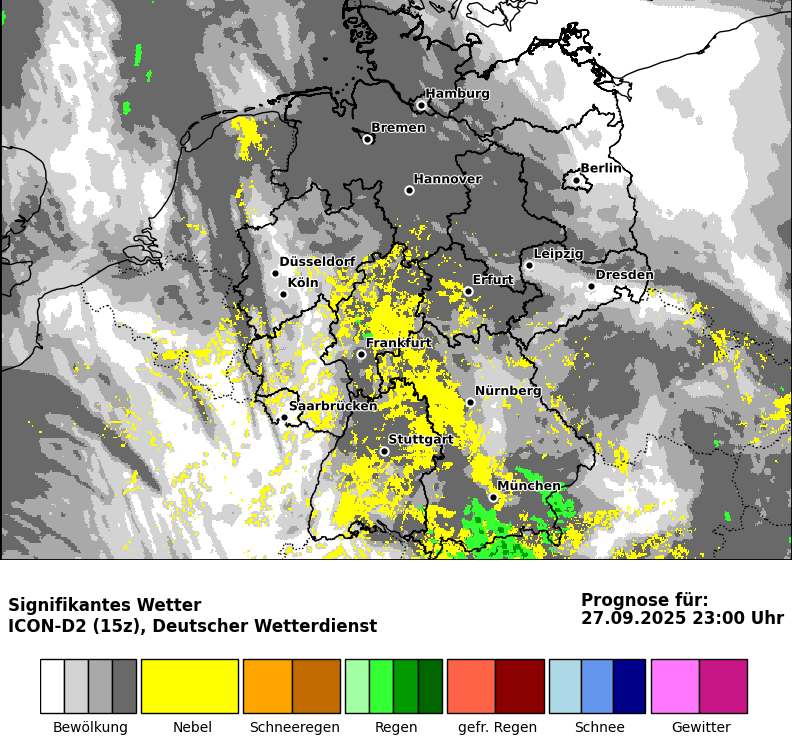 Hamburg
Bremen
Berlin
Hannover
Leipzig
Düsseldorf
Dresden
Köln
Erfurt
Frankfurt
Nürnberg
Saarbrücken
Stuttgart
München
Signifikantes Wetter
ICON-D2 (15z), Deutscher Wetterdienst
Prognose für:
27.09.2025 23:00 Uhr
Bewölkung
Nebel
Schneeregen
Regen
gefr. Regen
Schnee
Gewitter